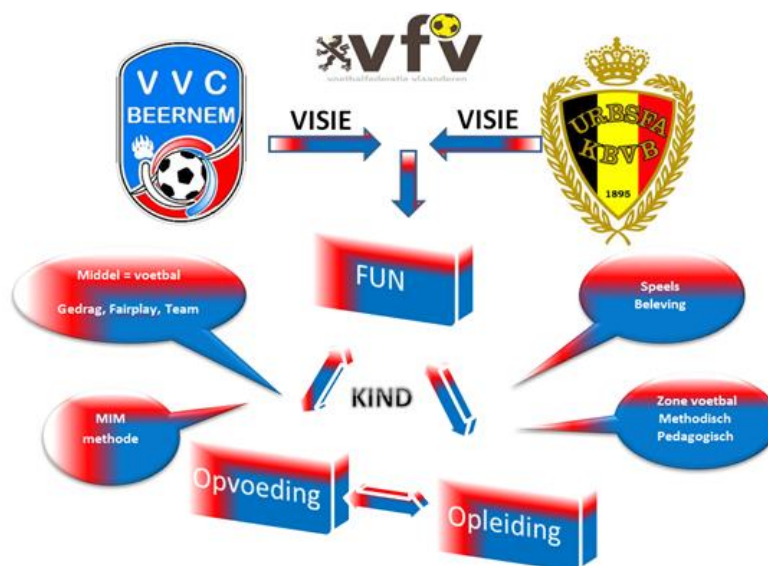 vfv
voetbalfederatie vlaanderen
VVC
BEERNEM
VISIE
VISIE
URBSFA
KBVB
1895
FUN
Middel = voetbal
Gedrag, Fairplay, Team
Speels
Beleving
KIND
MIM
methode
Zone voetbal
Methodisch
Pedagogisch
Opvoeding
Opleiding